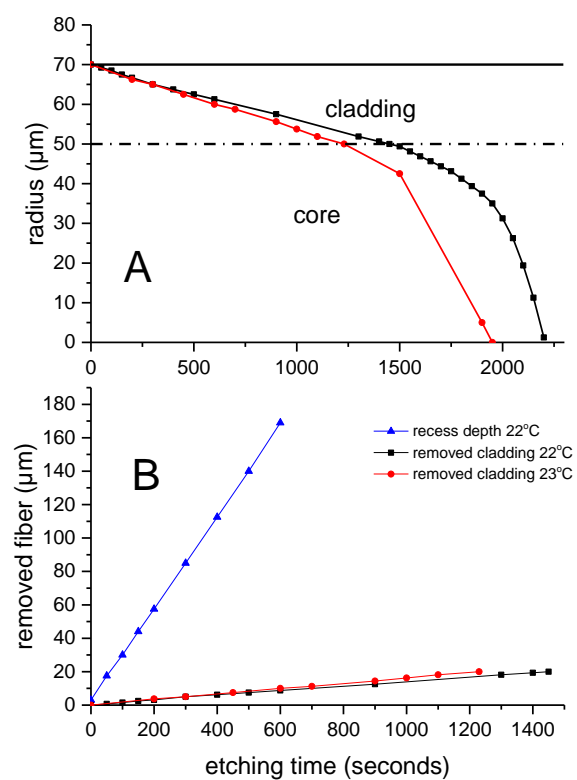 80
70
60
50
40
30
20
10
0
radius (μm)
cladding
core
A
0 500 1000 1500 2000
180
160
140
120
100
80
60
40
20
0
removed fiber (μm)
B
recess depth 22°C
removed cladding 22°C
removed cladding 23°C
0 200 400 600 800 1000 1200 1400
etching time (seconds)